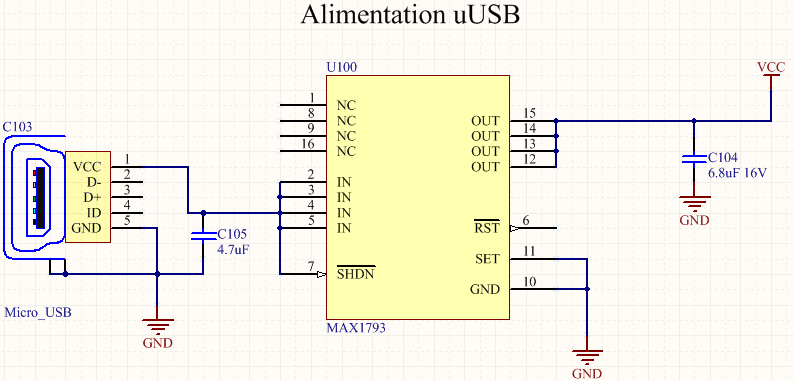 Alimentation uUSB
U100
VCC
1 NC
8 NC
9 NC
16 NC
OUT 15
OUT 14
OUT 13
OUT 12
C103
VCC 1
D- 2
D+ 3
ID 4
GND 5
2 IN
3 IN
4 IN
5 IN
C104
6.8uF 16V
GND
C105
4.7uF
RST 6
SET 11
7 SHDN
GND 10
Micro_USB
MAX1793
GND
GND